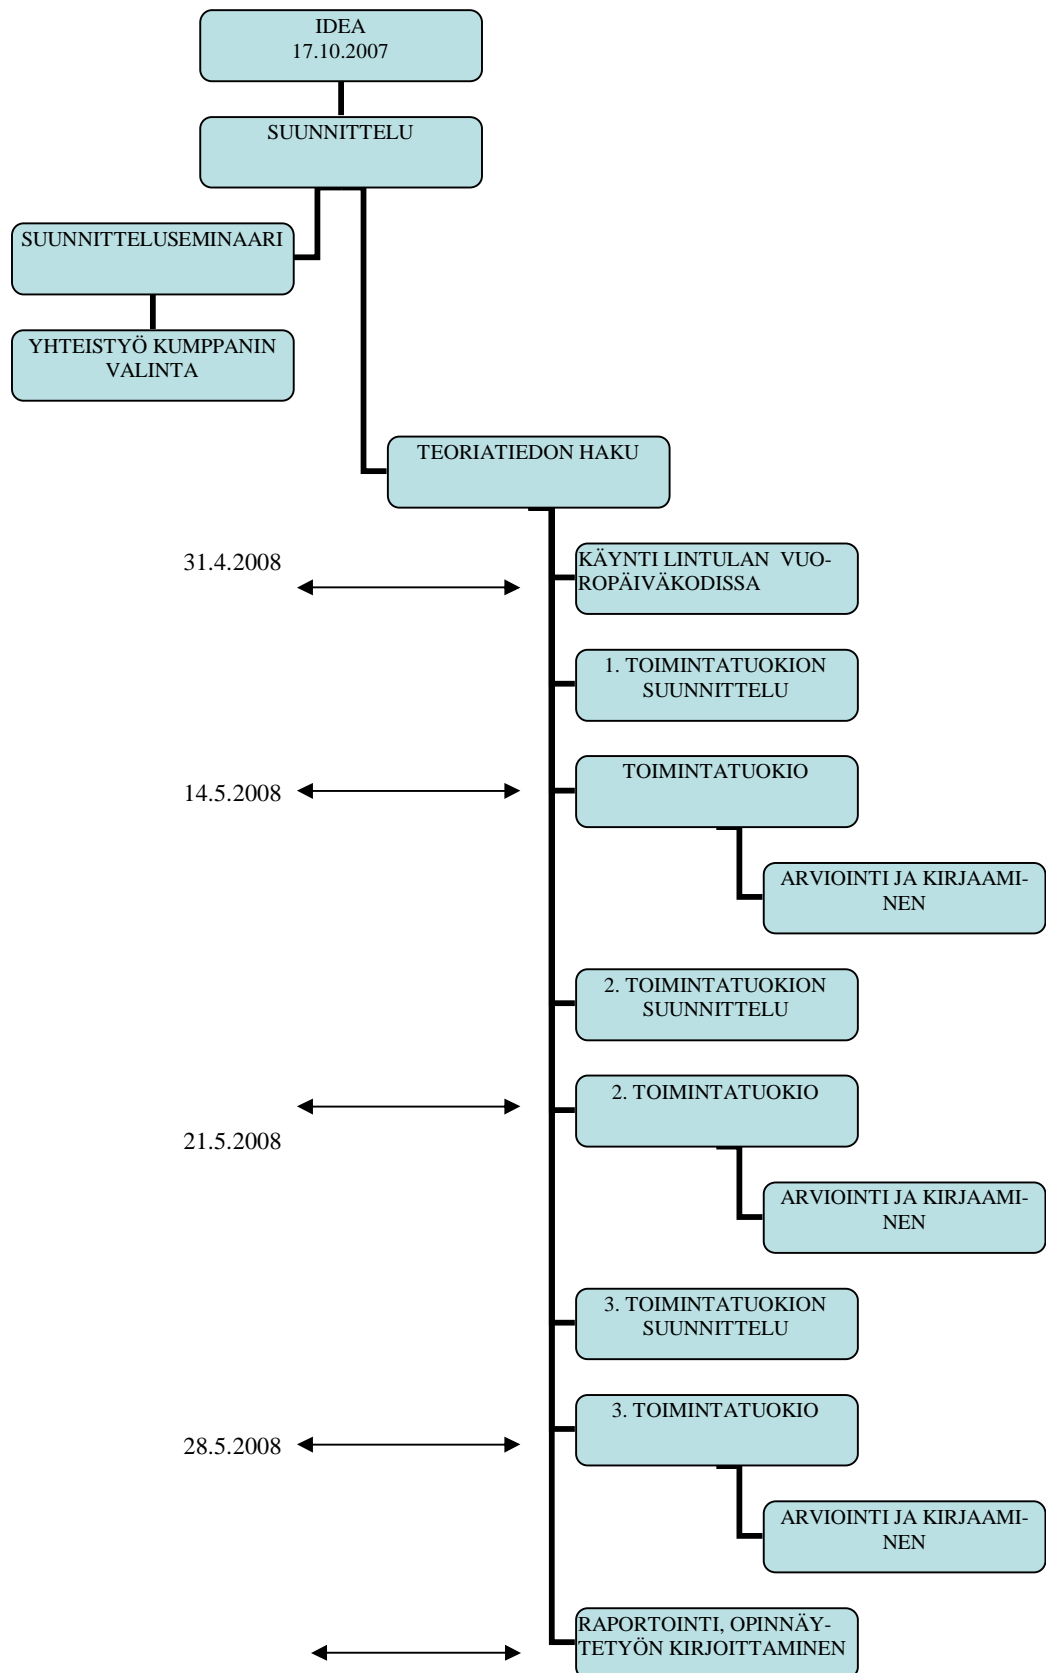 IDEA
17.10.2007
SUUNNITTELU
SUUNNITTELUSEMINAARI
YHTEISTYÖ KUMPPANIN
VALINTA
TEORIATIEDON HAKU
31.4.2008
KÄYNTI LINTULAN VUO-
ROPÄIVÄKODISSA
1. TOIMINTATUOKION
SUUNNITTELU
TOIMINTATUOKIO
14.5.2008
ARVIOINTI JA KIRJAAMI-
NEN
2. TOIMINTATUOKION
SUUNNITTELU
2. TOIMINTATUOKIO
21.5.2008
ARVIOINTI JA KIRJAAMI-
NEN
3. TOIMINTATUOKION
SUUNNITTELU
3. TOIMINTATUOKIO
28.5.2008
ARVIOINTI JA KIRJAAMI-
NEN
RAPORTOINTI, OPINNÄY-
TETYÖN KIRJOITTAMINEN